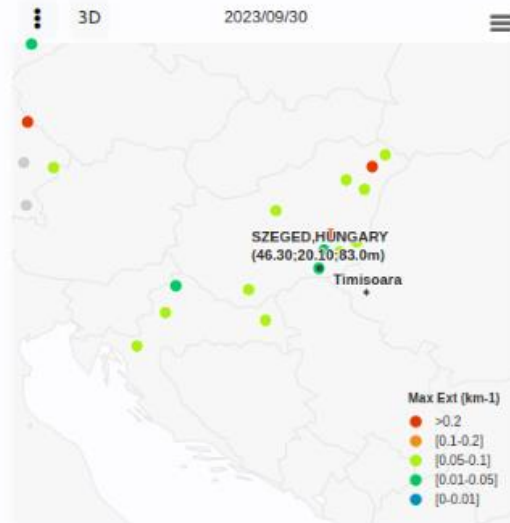 3D
2023/09/30
SZEGED,HUNGARY
(46.30;20.10;83.0m)
Timisoara
Max Ext (km-1)
>0.2
[0.1-0.2]
[0.05-0.1]
[0.01-0.05]
[0-0.01]